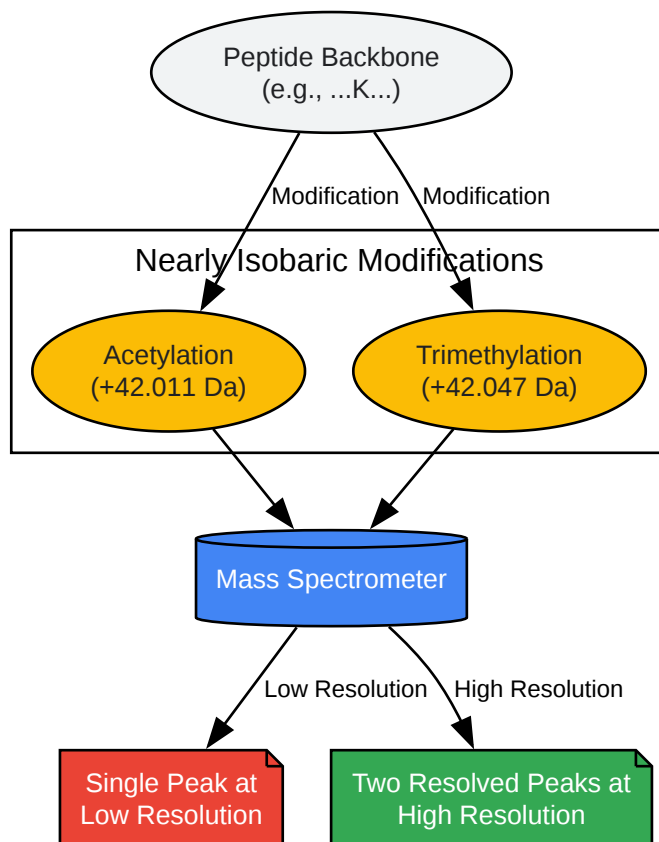 Peptide Backbone
(e.g., ...K...)
Modification
Modification
Nearly Isobaric Modifications
Acetylation
(+42.011 Da)
Trimethylation
(+42.047 Da)
Mass Spectrometer
Low Resolution
High Resolution
Single Peak at
Low Resolution
Two Resolved Peaks at
High Resolution